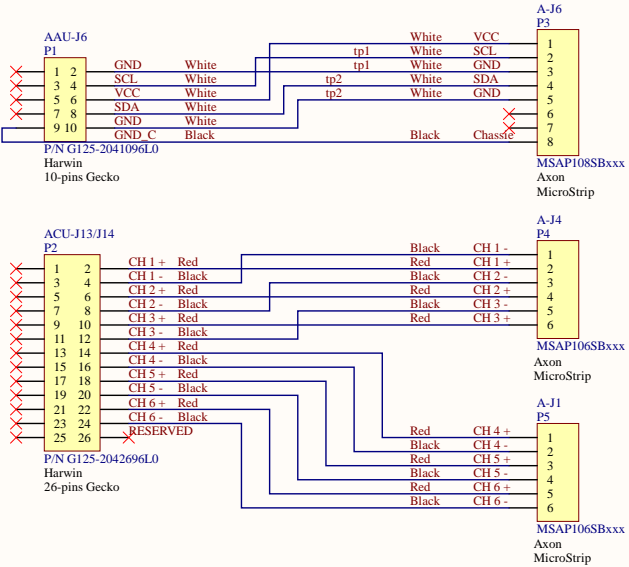 AAU-J6
P1
1 2 GND White
3 4 SCL White
5 6 VCC White
7 8 SDA White
9 10 GND White
GND_C Black
P/N G125-2041096L0
Harwin
10-pins Gecko
A-J6
P3
White VCC 1
tp1 White SCL 2
tp1 White GND 3
tp2 White SDA 4
tp2 White GND 5
6
7
Black Chassie 8
MSAP108SBxxx
Axon
MicroStrip
ACU-J13/J14
P2
1 2 CH 1 + Red
3 4 CH 1 - Black
5 6 CH 2 + Red
7 8 CH 2 - Black
9 10 CH 3 + Red
11 12 CH 3 - Black
13 14 CH 4 + Red
15 16 CH 4 - Black
17 18 CH 5 + Red
19 20 CH 5 - Black
21 22 CH 6 + Red
23 24 CH 6 - Black
25 26 RESERVED
P/N G125-2042696L0
Harwin
26-pins Gecko
A-J4
P4
Black CH 1 - 1
Red CH 1 + 2
Black CH 2 - 3
Red CH 2 + 4
Black CH 3 - 5
Red CH 3 + 6
MSAP106SBxxx
Axon
MicroStrip
A-J1
P5
Red CH 4 + 1
Black CH 4 - 2
Red CH 5 + 3
Black CH 5 - 4
Red CH 6 + 5
Black CH 6 - 6
MSAP106SBxxx
Axon
MicroStrip